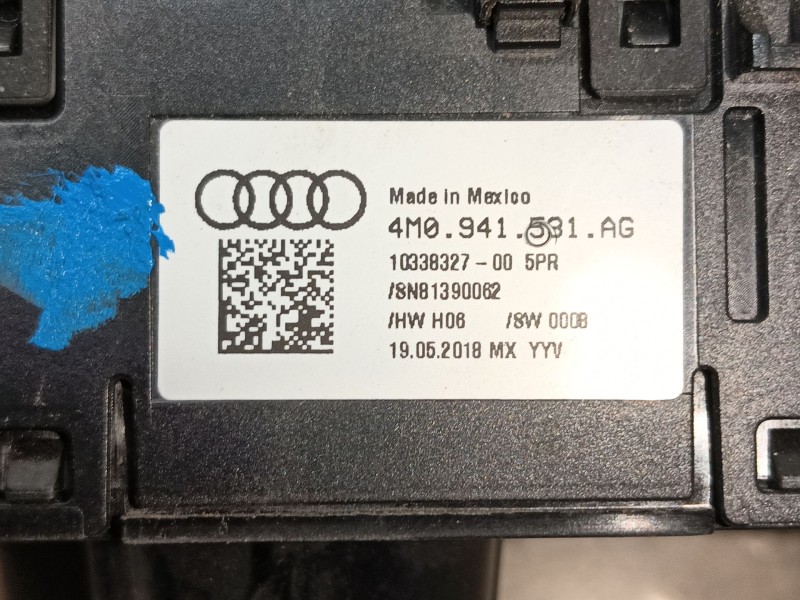 Made in Mexico
4M0.941.531.AG
10338327-00 5PR
/SN81390062
/HW H06 /SW 0008
19.05.2018 MX YYV